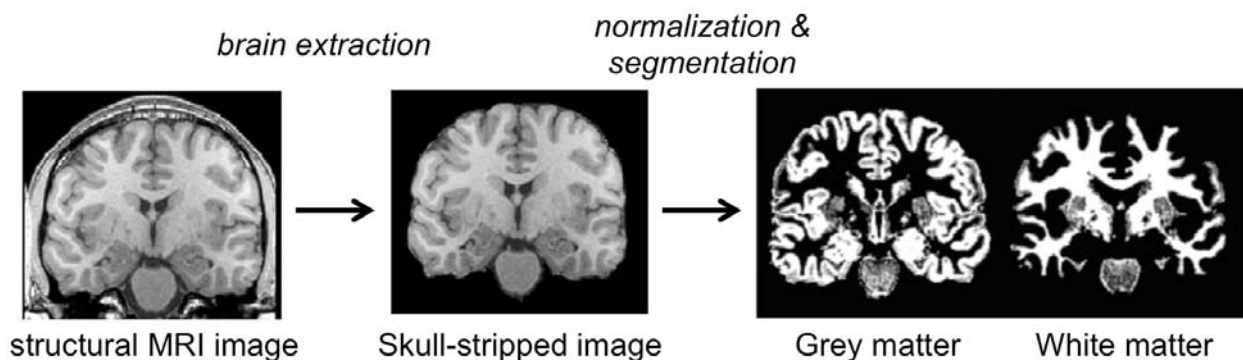 brain extraction
normalization &
segmentation
structural MRI image
Skull-stripped image
Grey matter
White matter